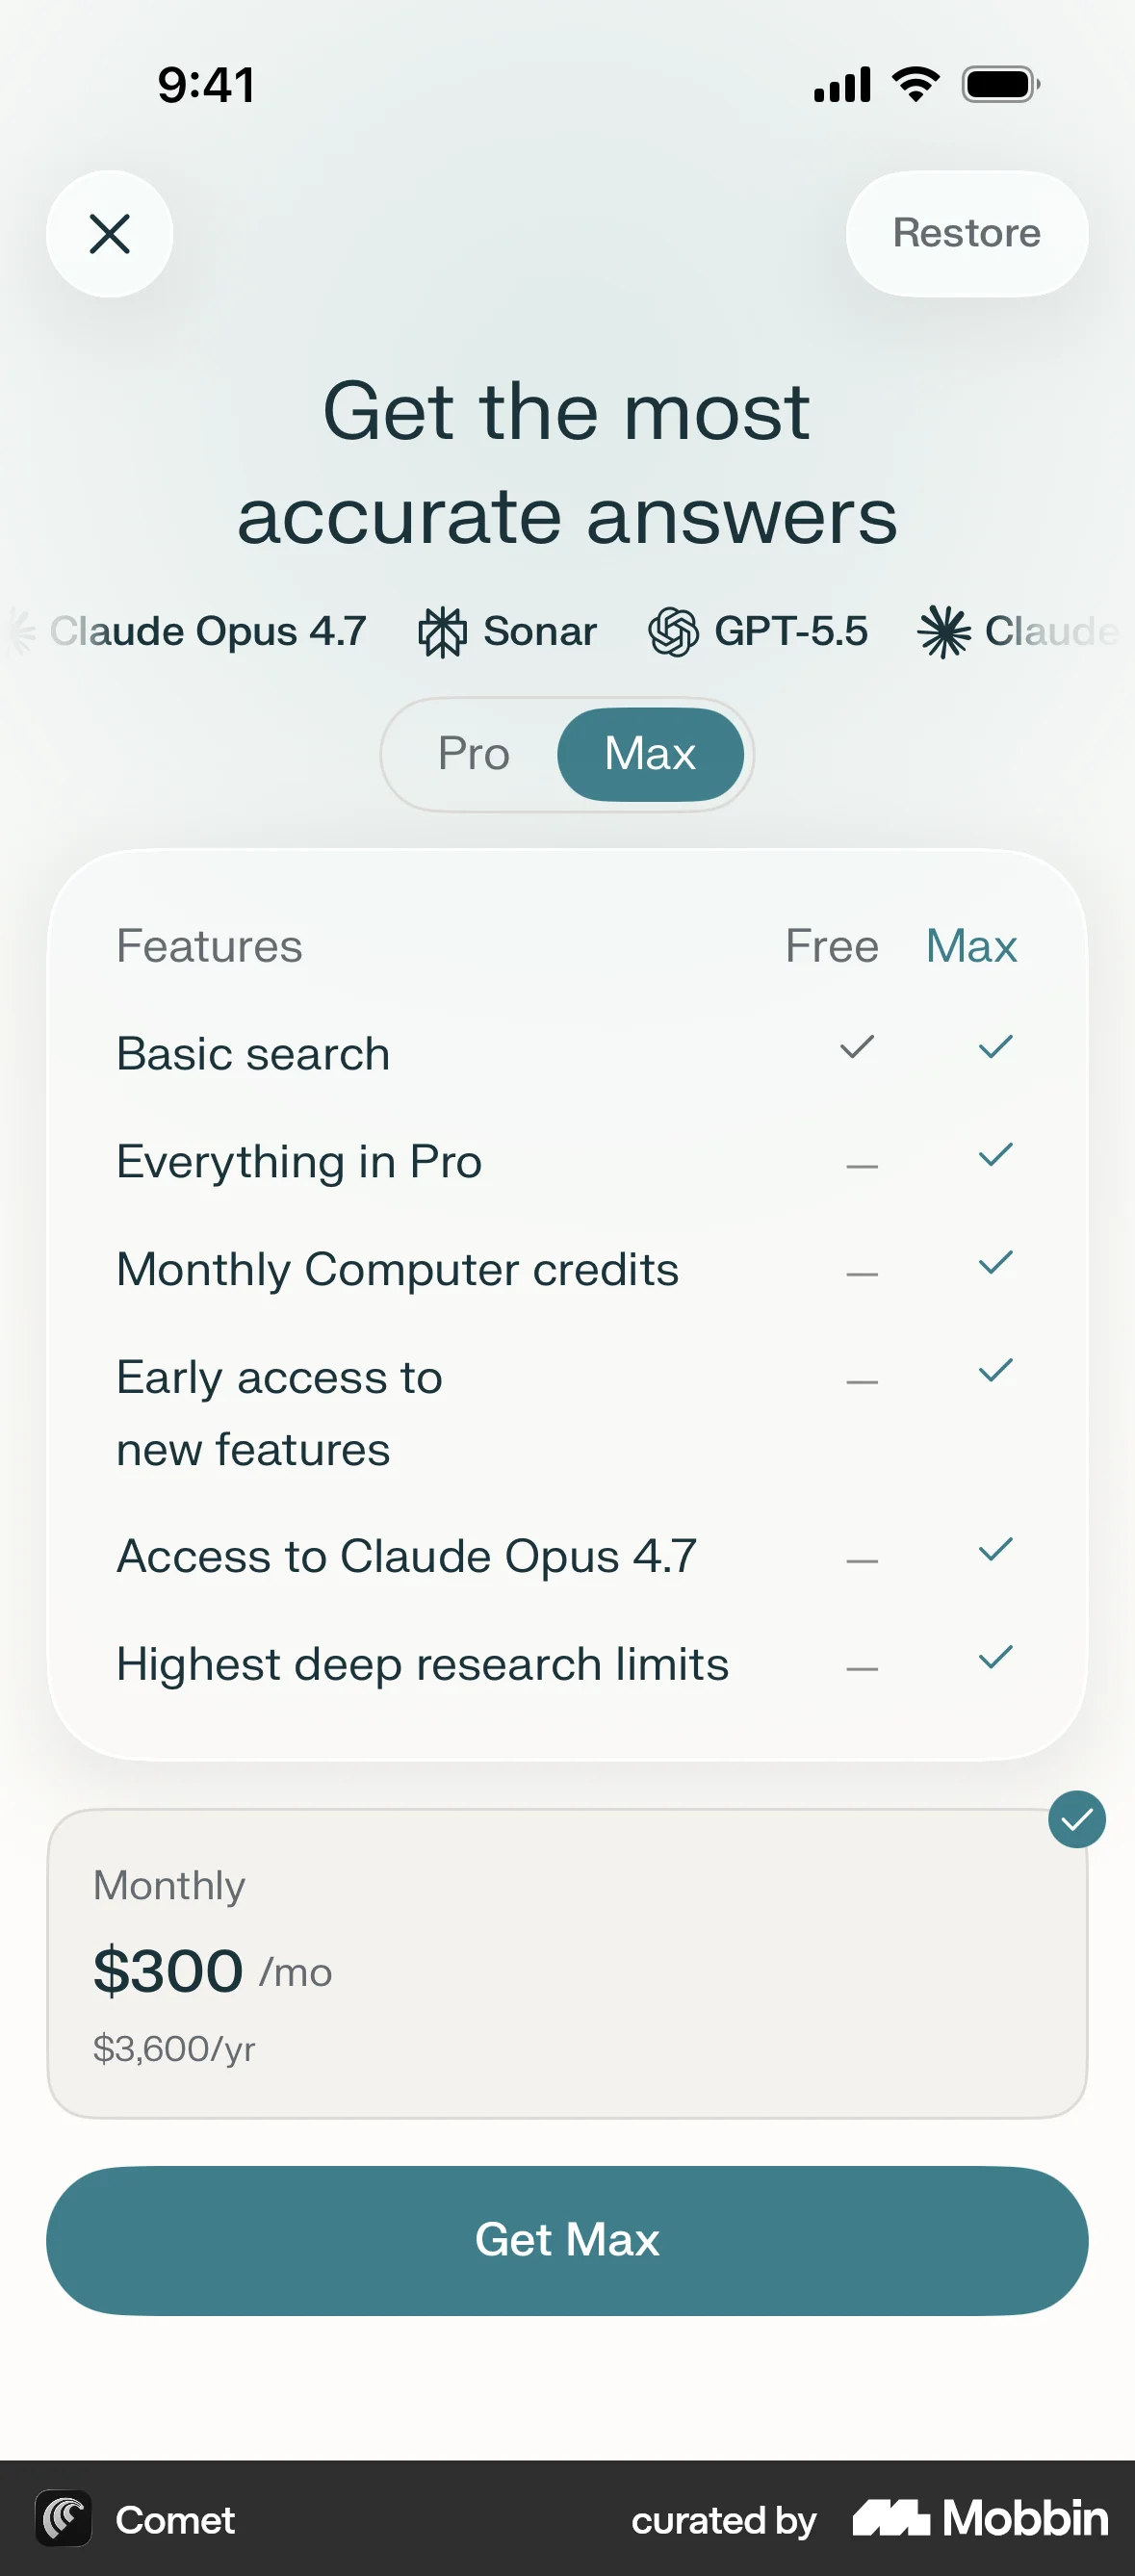 9:41
Restore
Get the most
accurate answers
Claude Opus 4.7 Sonar GPT-5.5 Claude
Pro Max
Features Free Max
Basic search
Everything in Pro
Monthly Computer credits
Early access to
new features
Access to Claude Opus 4.7
Highest deep research limits
Monthly
$300 /mo
$3,600/yr
Get Max
Comet curated by Mobbin